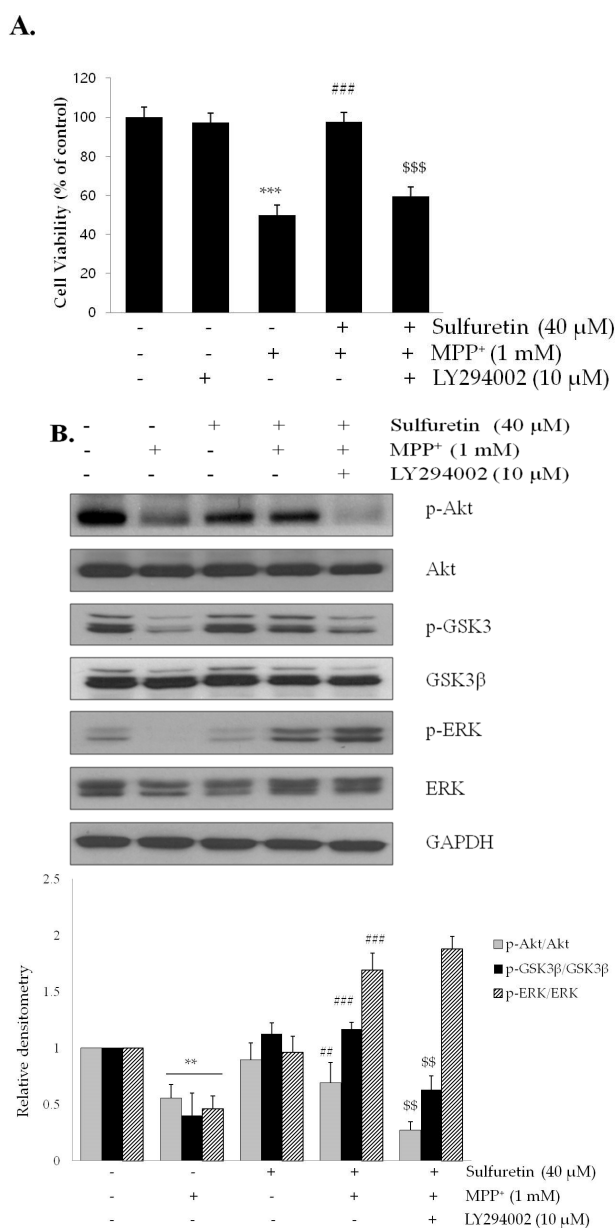 A.
120
100
80
60
40
20
0
Cell Viability (% of control)
***
###
$$$
- - - + + Sulfuretin (40 μM)
- - + + + MPP⁺ (1 mM)
- + - - + LY294002 (10 μM)
B.
- - + + + Sulfuretin (40 μM)
- + - + + MPP⁺ (1 mM)
- - - - + LY294002 (10 μM)
p-Akt
Akt
p-GSK3
GSK3β
p-ERK
ERK
GAPDH
2.5
2
1.5
1
0.5
0
Relative densitometry
**
##
###
###
$$
$$
p-Akt/Akt
p-GSK3β/GSK3β
p-ERK/ERK
- - + + + Sulfuretin (40 μM)
- + - + + MPP⁺ (1 mM)
- - - - + LY294002 (10 μM)